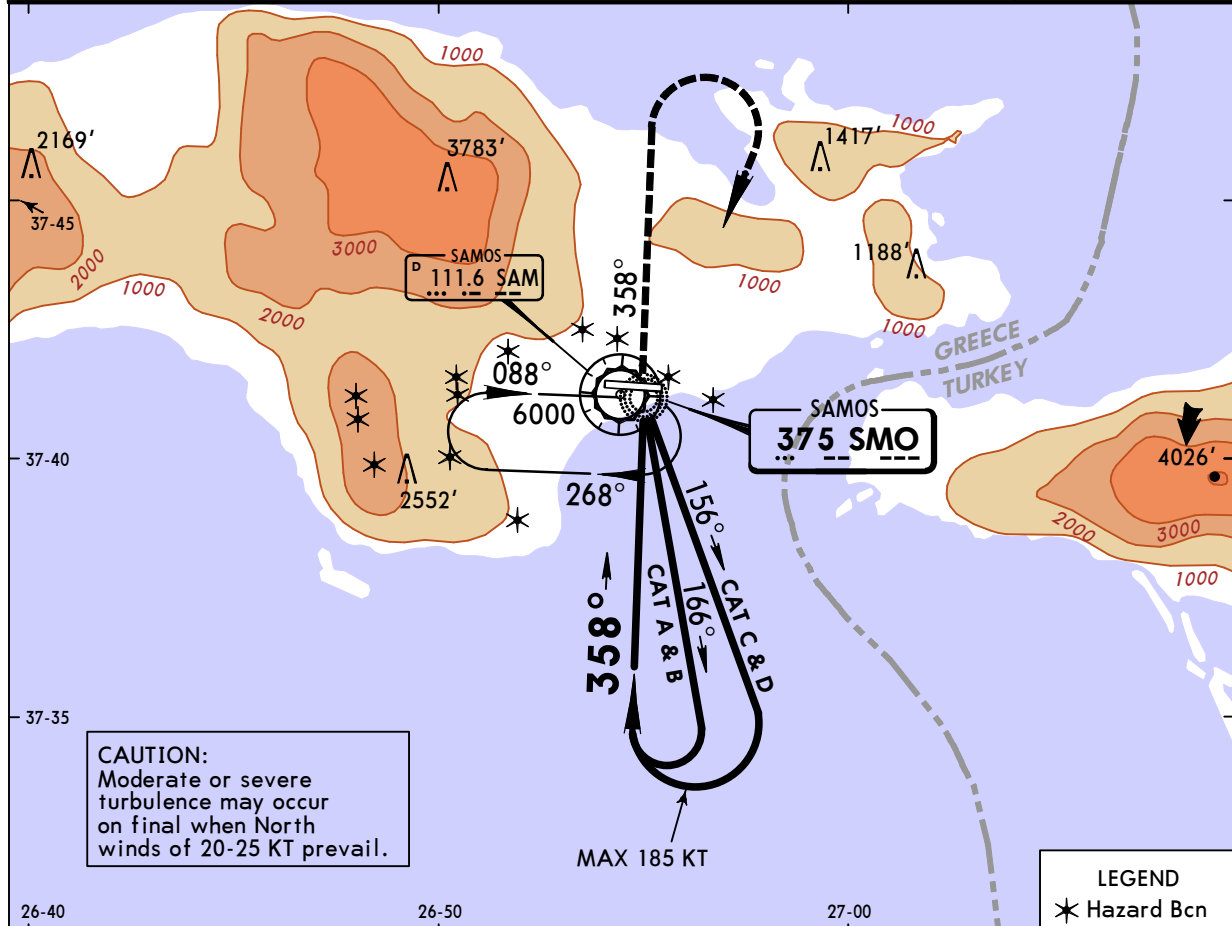 1000
2169'
3783'
1417'
1000
37-45
3000
2000
1000
2000
SAMOS
D 111.6 SAM
358°
1000
1188'
1000
GREECE
TURKEY
088°
6000
SAMOS
375 SMO
37-40
2552'
268°
156°
CAT C & D
166°
CAT A & B
358°
4026'
2000
3000
1000
37-35
CAUTION:
Moderate or severe
turbulence may occur
on final when North
winds of 20-25 KT prevail.
MAX 185 KT
LEGEND
Hazard Bcn
26-40
26-50
27-00